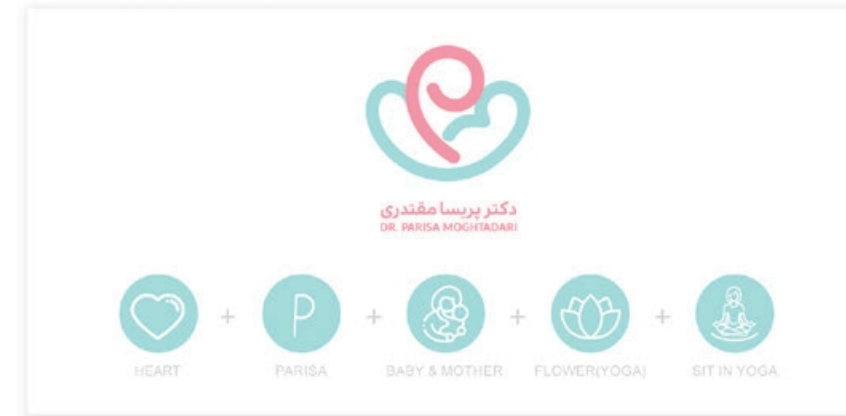 دکتر پریسا مقتدری
DR. PARISA MOGHTADARI
P
+ + + +
HEART PARISA BABY & MOTHER FLOWER(YOGA) SIT IN YOGA